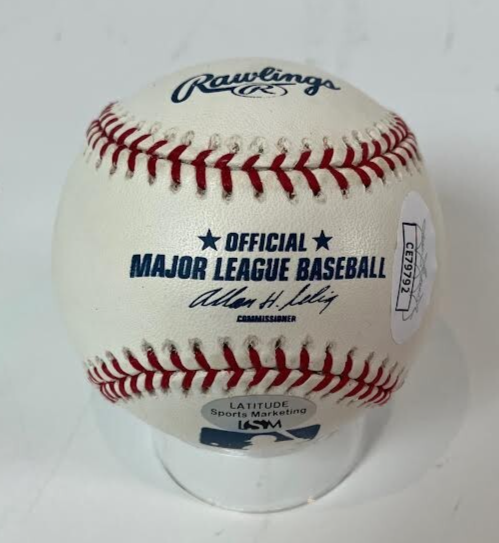 Rawlings
R
★ OFFICIAL ★
MAJOR LEAGUE BASEBALL
Allan H. Selig
COMMISSIONER
CE79792
LATITUDE
Sports Marketing
LSM